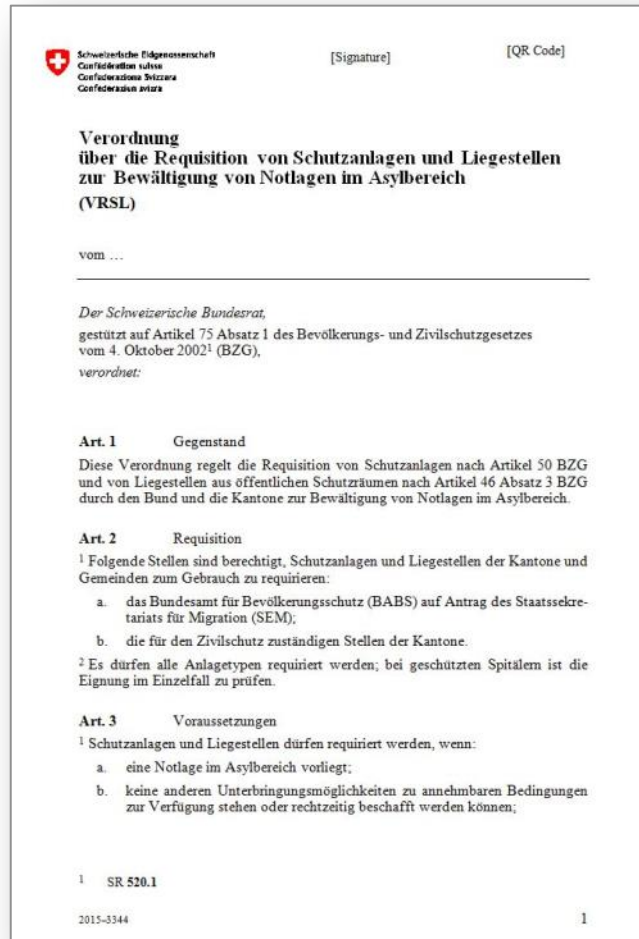 Schweizerische Eidgenossenschaft
Confédération suisse
Confederazione Svizzera
Confederaziun svizra
[Signature]
[QR Code]
Verordnung
über die Requisition von Schutzanlagen und Liegestellen
zur Bewältigung von Notlagen im Asylbereich
(VRSL)
vom …
Der Schweizerische Bundesrat,
gestützt auf Artikel 75 Absatz 1 des Bevölkerungs- und Zivilschutzgesetzes
vom 4. Oktober 2002¹ (BZG),
verordnet:
Art. 1 Gegenstand
Diese Verordnung regelt die Requisition von Schutzanlagen nach Artikel 50 BZG
und von Liegestellen aus öffentlichen Schutzräumen nach Artikel 46 Absatz 3 BZG
durch den Bund und die Kantone zur Bewältigung von Notlagen im Asylbereich.
Art. 2 Requisition
¹ Folgende Stellen sind berechtigt, Schutzanlagen und Liegestellen der Kantone und
Gemeinden zum Gebrauch zu requirieren:
a. das Bundesamt für Bevölkerungsschutz (BABS) auf Antrag des Staatssekre-
tariats für Migration (SEM);
b. die für den Zivilschutz zuständigen Stellen der Kantone.
² Es dürfen alle Anlagetypen requiriert werden; bei geschützten Spitälern ist die
Eignung im Einzelfall zu prüfen.
Art. 3 Voraussetzungen
¹ Schutzanlagen und Liegestellen dürfen requiriert werden, wenn:
a. eine Notlage im Asylbereich vorliegt;
b. keine anderen Unterbringungsmöglichkeiten zu annehmbaren Bedingungen
zur Verfügung stehen oder rechtzeitig beschafft werden können;
1 SR 520.1
2015–3344
1